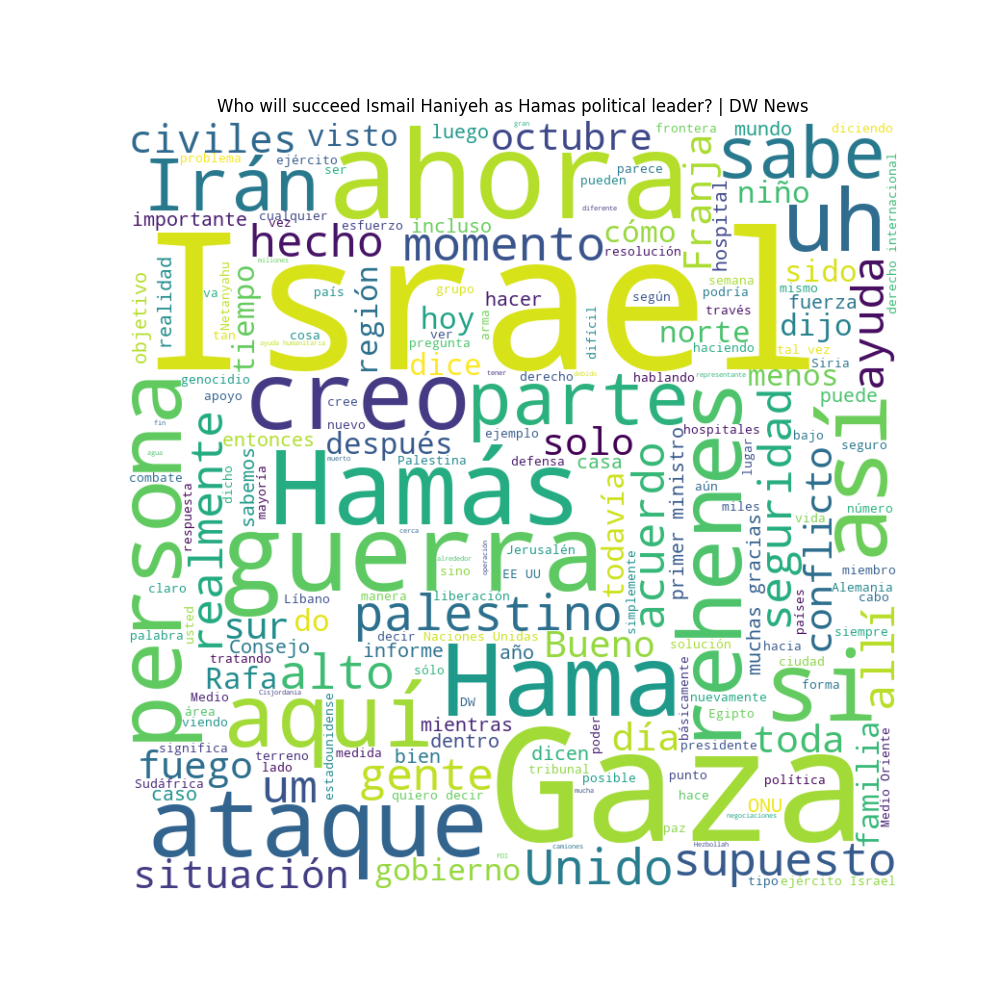 Who will succeed Ismail Haniyeh as Hamas political leader? | DW News
civiles
visto
luego
gran
octubre
frontera
mundo
diciendo
problema
ejército
ser
Irán
ahora
parece
pueden
sabe
niño
uh
Franja
hospital
derecho internacional
importante
cualquier
vez
esfuerzo
incluso
diferente
cómo
hecho
momento
resolución
millones
Israel
objetivo
realidad
va
Netanyahu
tan
tiempo
país
región
grupo
hacer
según
semana
podría
sido
mismo
fuerza
ayuda
cosa
ayuda humanitaria
hoy
ver
pregunta
arma
difícil
través
norte
haciendo
dijo
tal vez
Siria
dice
tener
derecho
debido
hablando
representante
menos
genocidio
apoyo
creo
cree
nuevo
partes
puede
persona
realmente
entonces
después
ejemplo
solo
rehenes
hospitales
seguridad
bajo
seguro
así
fin
agua
combate
respuesta
dicho
sabemos
mayoría
muerto
Hamás
Palestina
defensa
casa
todavía
acuerdo
primer ministro
lugar
aún
miles
vida
conflicto
número
cerca
guerra
alrededor
operación
Jerusalén
EE UU
sino
simplemente
muchas gracias
países
miembro
Alemania
cabo
claro
Líbano
manera
liberación
palestino
usted
palabra
sur
do
decir
Naciones Unidas
Bueno
solución
hacia
siempre
allí
Consejo
informe
año
tratando
Rafa
alto
sólo
Hama
básicamente
ciudad
si
forma
Medio
Cisjordania
DW
nuevamente
área
viendo
aquí
estadounidense
mientras
dentro
poder
Egipto
significa
terreno
medida
bien
dicen
día
presidente
toda
familia
Medio Oriente
fuego
lado
Sudáfrica
caso
um
gente
tribunal
posible
punto
política
quiero decir
mucha
hace
ONU
negociaciones
Gaza
ataque
paz
camiones
Hezbollah
situación
gobierno
PDI
Unido
supuesto
tipo
ejército Israel